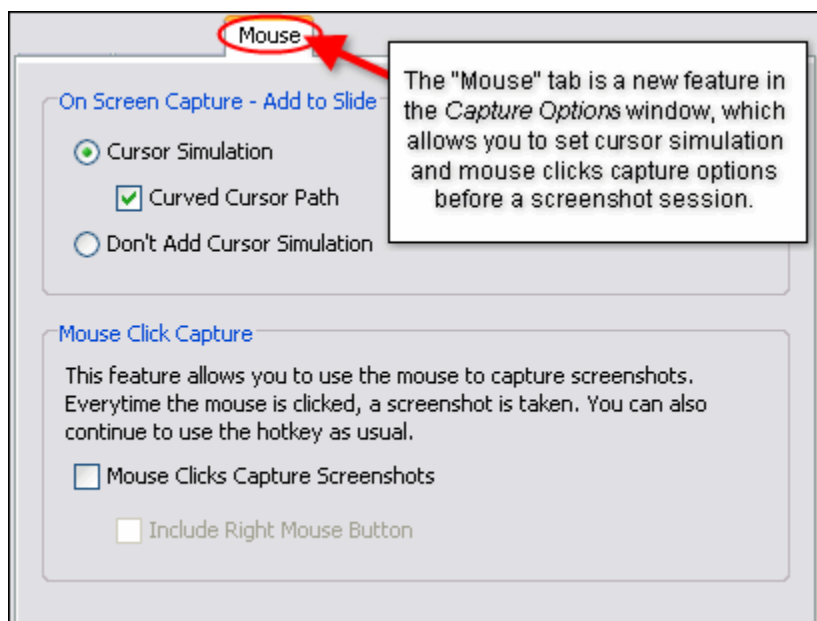 Mouse
The "Mouse" tab is a new feature in
the Capture Options window, which
allows you to set cursor simulation
and mouse clicks capture options
before a screenshot session.
On Screen Capture - Add to Slide
Cursor Simulation
Curved Cursor Path
Don't Add Cursor Simulation
Mouse Click Capture
This feature allows you to use the mouse to capture screenshots.
Everytime the mouse is clicked, a screenshot is taken. You can also
continue to use the hotkey as usual.
Mouse Clicks Capture Screenshots
Include Right Mouse Button